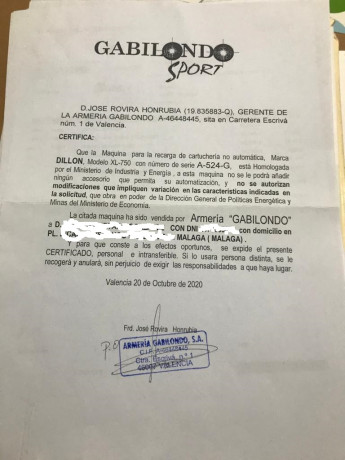 GABILONDO
SPORT
D.JOSE ROVIRA HONRUBIA (19.835883-Q), GERENTE DE
LA ARMERIA GABILONDO A-46448445, sita en Carretera Escrivá
núm. 1 de Valencia.
CERTIFICA:
Que la Maquina para la recarga de cartucheria no automática, Marca
DILLON, Modelo XL-750 con número de serie A-524-G, está Homologada
por el Ministerio de Industria y Energía, a esta maquina no se le podrá añadir
ningún accesorio que permita su automatización, y no se autorizan
modificaciones que impliquen variación en las características indicadas en
la solicitud, que obra en poder de la Dirección General de Políticas Energética y
Minas del Ministerio de Economia.
La citada maquina ha sido vendida por Armería "GABILONDO"
a D. CON DNI con domicilio en
PL. MALAGA ( MALAGA) .
Y para que conste a los efectos oportunos, se expide el presente
CERTIFICADO, personal e intransferible. Si lo usara persona distinta, se le
recogerá y anulará, sin perjuicio de exigir las responsabilidades a que haya lugar.
Valencia 20 de Octubre de 2020
Frd. José Rovira Honrubia
P.O
ARMERIA GABILONDO, S.A.
C.I.F.
Ctra. Escrivá, n.º 1
VALENCIA